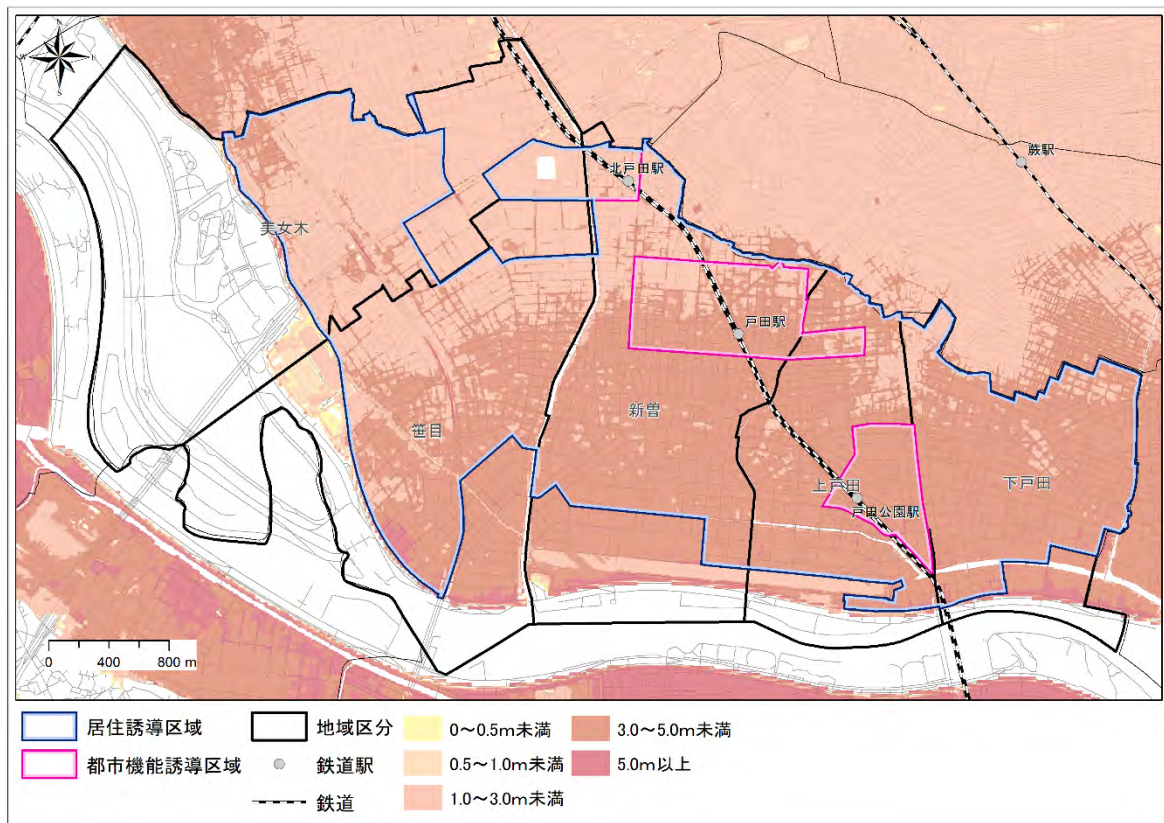 N
W
E
S
蕨駅
北戸田駅
美女木
戸田駅
新曽
笹目
上戸田
下戸田
戸田公園駅
0 400 800 m
居住誘導区域
都市機能誘導区域
地域区分
鉄道駅
鉄道
0～0.5m未満
0.5～1.0m未満
1.0～3.0m未満
3.0～5.0m未満
5.0m以上